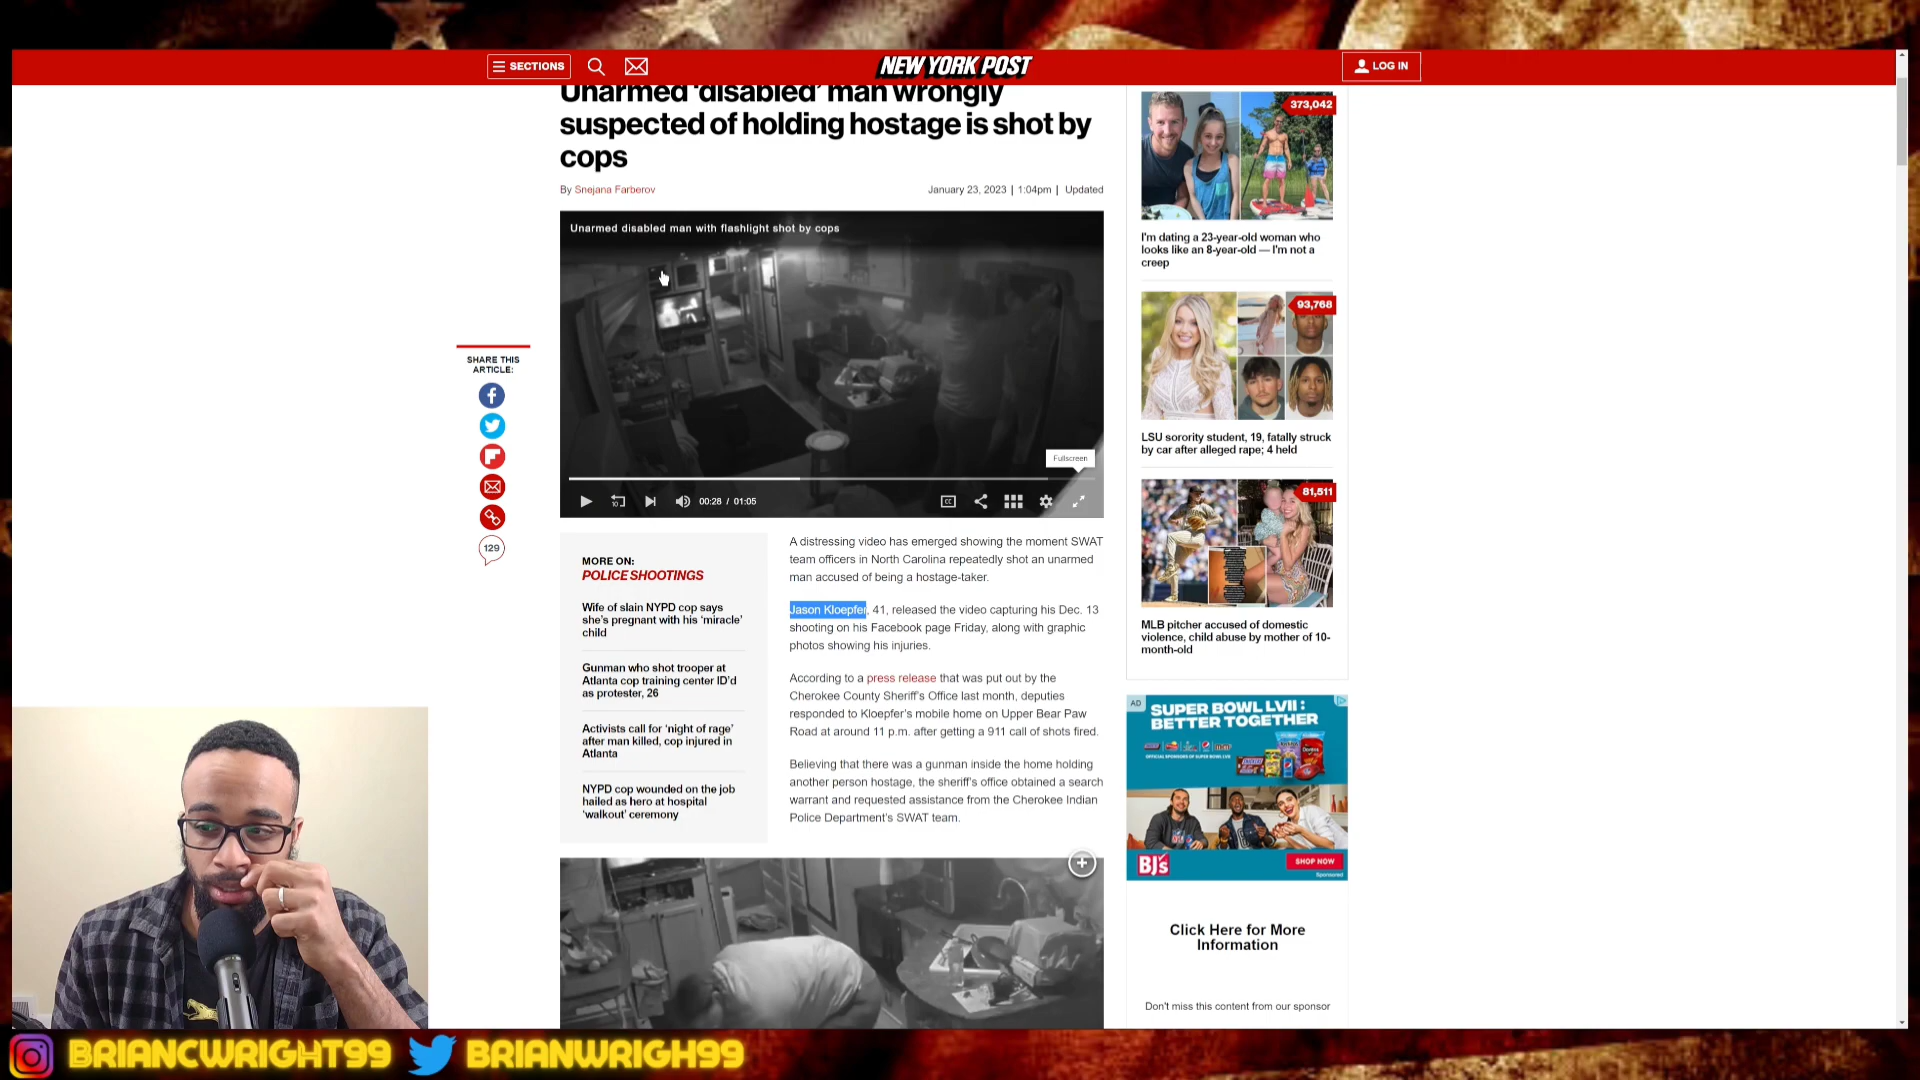 SECTIONS
NEW YORK POST
LOG IN
Unarmed 'disabled' man wrongly
suspected of holding hostage is shot by
cops
By Snejana Farberov
January 23, 2023 | 1:04pm | Updated
Unarmed disabled man with flashlight shot by cops
Fullscreen
10
00:28 / 01:05
CC
SHARE THIS
ARTICLE:
129
MORE ON:
POLICE SHOOTINGS
Wife of slain NYPD cop says
she's pregnant with his 'miracle'
child
Gunman who shot trooper at
Atlanta cop training center ID'd
as protester, 26
Activists call for 'night of rage'
after man killed, cop injured in
Atlanta
NYPD cop wounded on the job
hailed as hero at hospital
'walkout' ceremony
A distressing video has emerged showing the moment SWAT
team officers in North Carolina repeatedly shot an unarmed
man accused of being a hostage-taker.
Jason Kloepfer, 41, released the video capturing his Dec. 13
shooting on his Facebook page Friday, along with graphic
photos showing his injuries.
According to a press release that was put out by the
Cherokee County Sheriff's Office last month, deputies
responded to Kloepfer's mobile home on Upper Bear Paw
Road at around 11 p.m. after getting a 911 call of shots fired.
Believing that there was a gunman inside the home holding
another person hostage, the sheriff's office obtained a search
warrant and requested assistance from the Cherokee Indian
Police Department's SWAT team.
373,042
I'm dating a 23-year-old woman who
looks like an 8-year-old — I'm not a
creep
93,768
LSU sorority student, 19, fatally struck
by car after alleged rape; 4 held
81,511
MLB pitcher accused of domestic
violence, child abuse by mother of 10-
month-old
AD
SUPER BOWL LVII:
BETTER TOGETHER
OFFICIAL SPONSORS OF SUPER BOWL LVII
BJ's
SHOP NOW
Sponsored
Click Here for More
Information
Don't miss this content from our sponsor
BRIANCWRIGHT99
BRIANWRIGH99